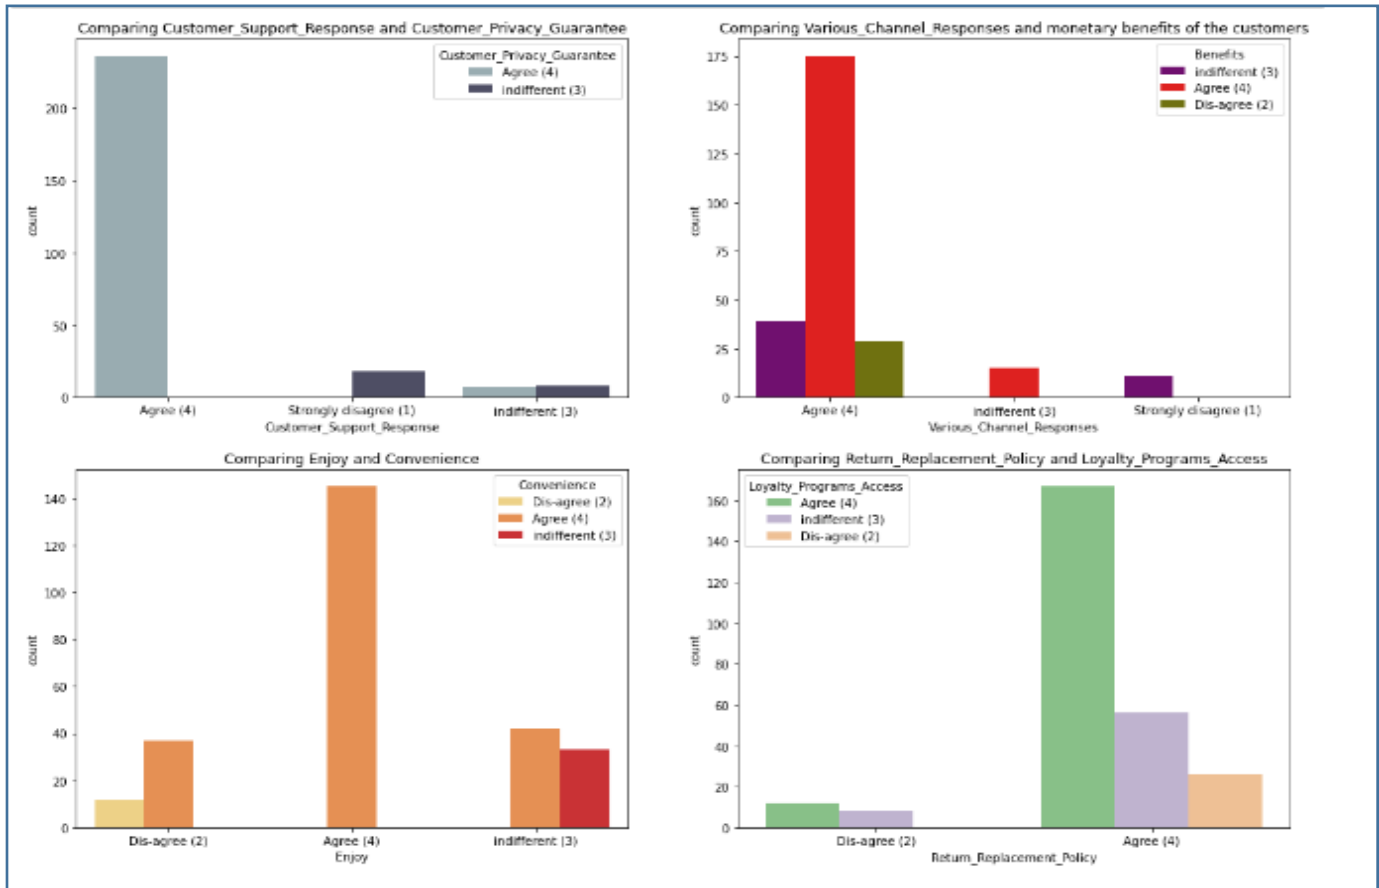 Comparing Customer_Support_Response and Customer_Privacy_Guarantee
Customer_Privacy_Guarantee
Agree (4)
indifferent (3)
200
150
100
50
0
count
Agree (4)
Strongly disagree (1)
indifferent (3)
Customer_Support_Response
Comparing Various_Channel_Responses and monetary benefits of the customers
Benefits
indifferent (3)
Agree (4)
Dis-agree (2)
175
150
125
100
75
50
25
0
count
Agree (4)
indifferent (3)
Strongly disagree (1)
Various_Channel_Responses
Comparing Enjoy and Convenience
Convenience
Dis-agree (2)
Agree (4)
indifferent (3)
140
120
100
80
60
40
20
0
count
Dis-agree (2)
Agree (4)
indifferent (3)
Enjoy
Comparing Return_Replacement_Policy and Loyalty_Programs_Access
Loyalty_Programs_Access
Agree (4)
indifferent (3)
Dis-agree (2)
160
140
120
100
80
60
40
20
0
count
Dis-agree (2)
Agree (4)
Return_Replacement_Policy